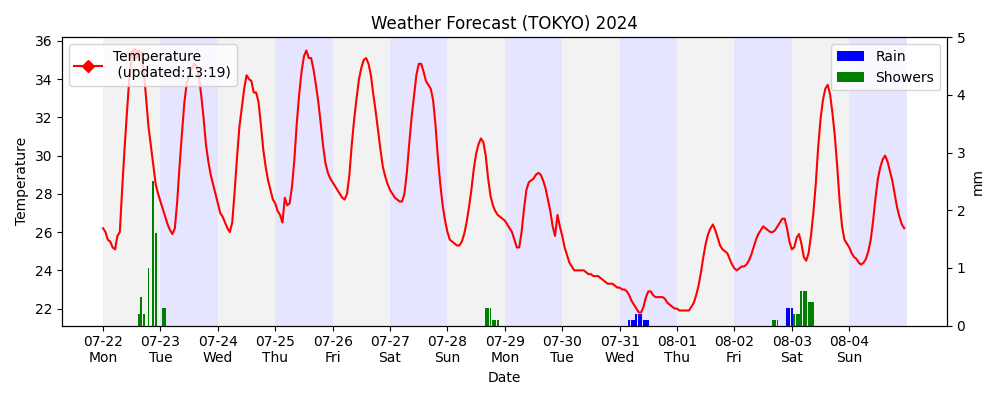 Weather Forecast (TOKYO) 2024
Temperature
(updated:13:19)
Rain
Showers
36
34
32
30
28
26
24
22
Temperature
5
4
3
2
1
0
mm
07-22 07-23 07-24 07-25 07-26 07-27 07-28 07-29 07-30 07-31 08-01 08-02 08-03 08-04
Mon Tue Wed Thu Fri Sat Sun Mon Tue Wed Thu Fri Sat Sun
Date